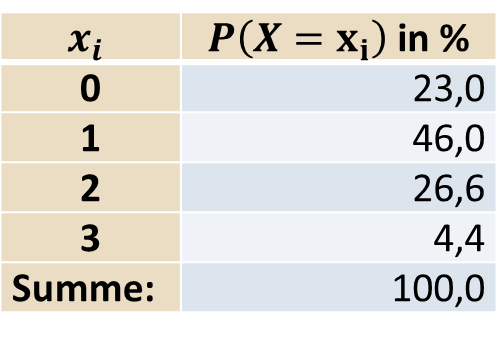 xᵢ P(X = xᵢ) in %
0 23,0
1 46,0
2 26,6
3 4,4
Summe: 100,0